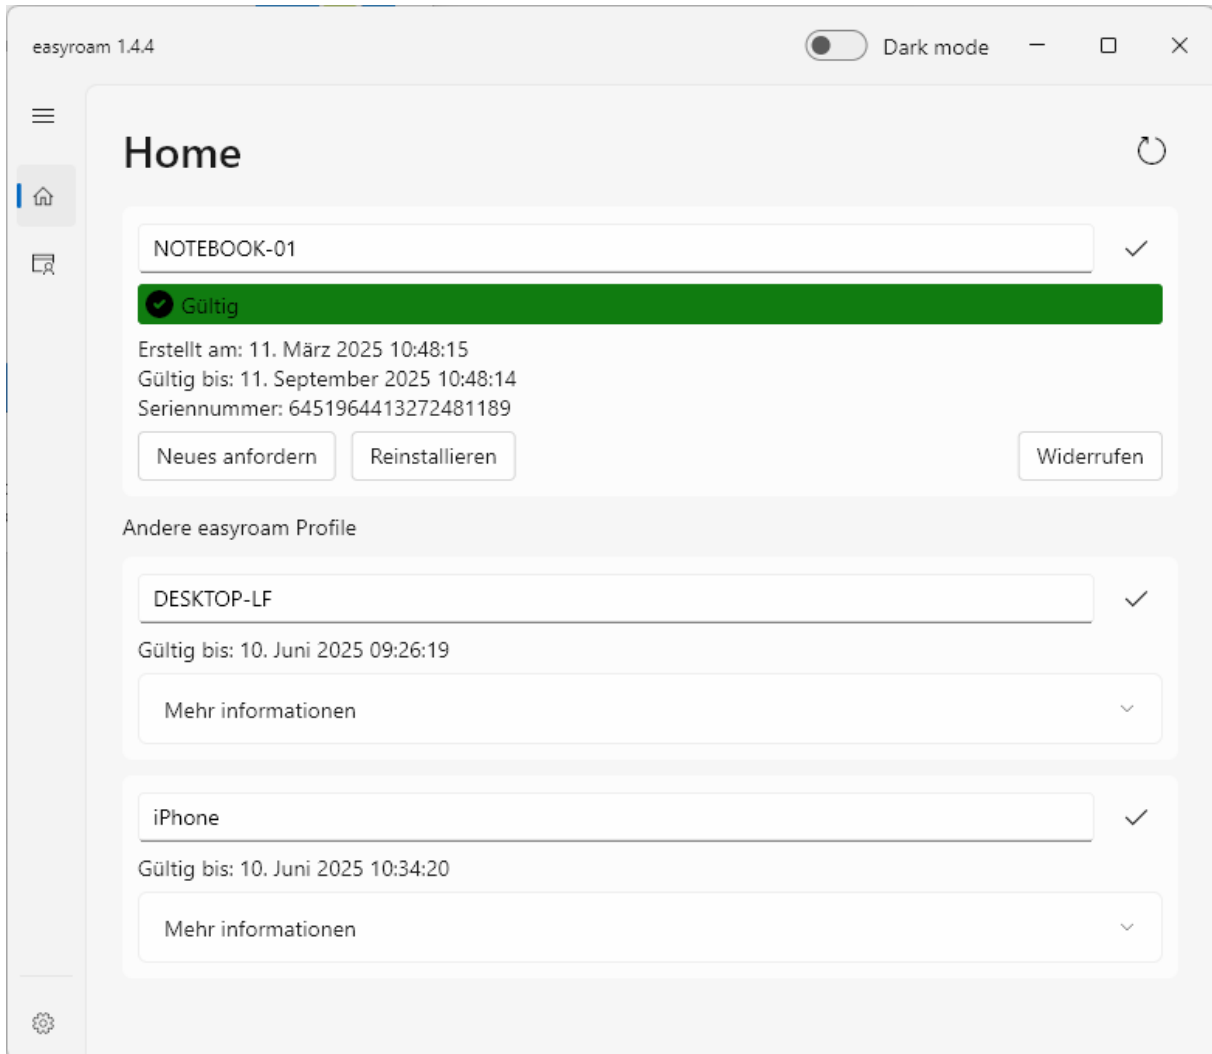 easyroam 1.4.4
Dark mode
Home
NOTEBOOK-01
Gültig
Erstellt am: 11. März 2025 10:48:15
Gültig bis: 11. September 2025 10:48:14
Seriennummer: 6451964413272481189
Neues anfordern
Reinstallieren
Widerrufen
Andere easyroam Profile
DESKTOP-LF
Gültig bis: 10. Juni 2025 09:26:19
Mehr informationen
iPhone
Gültig bis: 10. Juni 2025 10:34:20
Mehr informationen